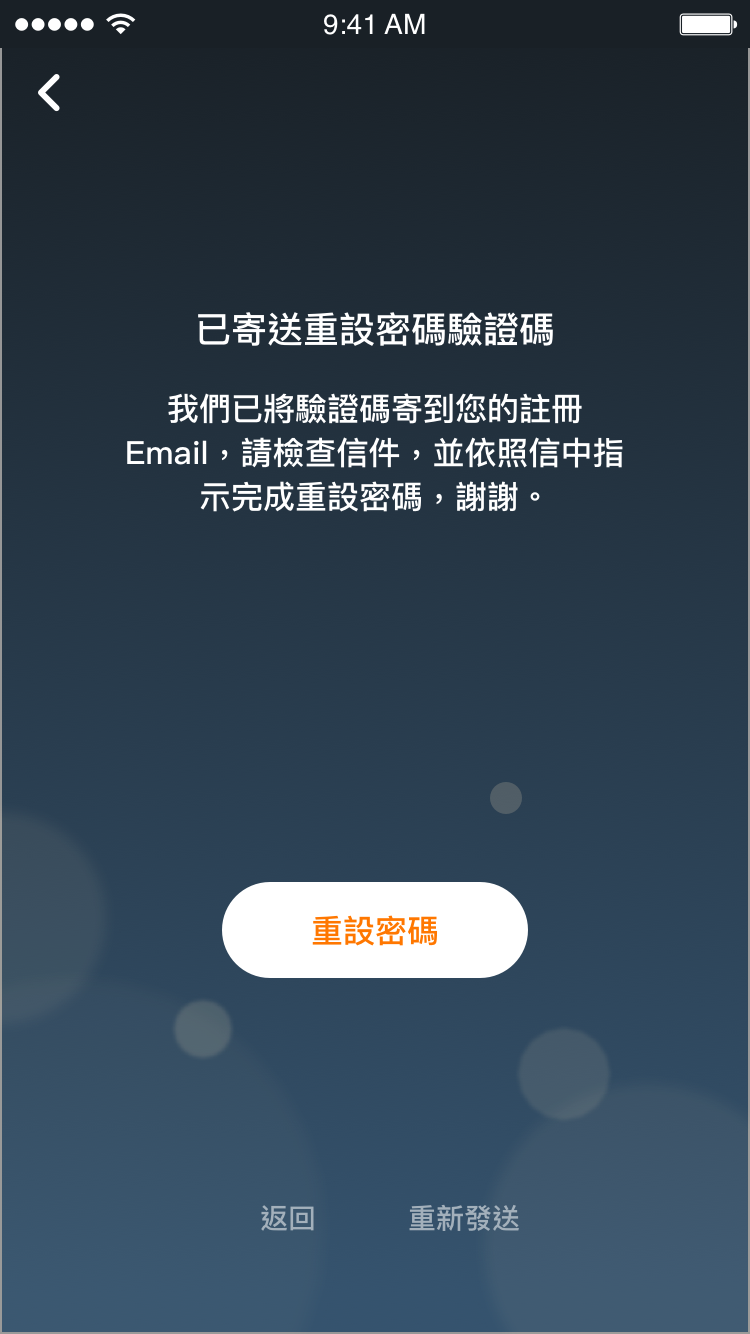 9:41 AM
已寄送重設密碼驗證碼
我們已將驗證碼寄到您的註冊
Email，請檢查信件，並依照信中指
示完成重設密碼，謝謝。
重設密碼
返回
重新發送